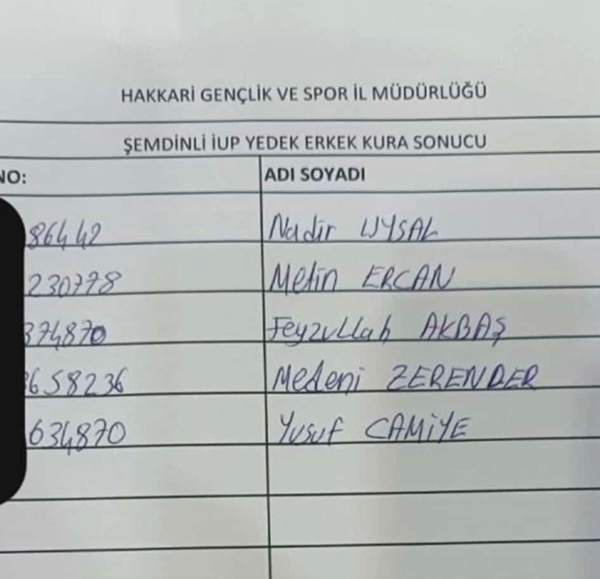 HAKKARİ GENÇLİK VE SPOR İL MÜDÜRLÜĞÜ
ŞEMDİNLİ İUP YEDEK ERKEK KURA SONUCU
NO: ADI SOYADI
86442 Nadir UYSAL
230778 Metin ERCAN
374870 Feyzullah AKBAŞ
658236 Medeni ZERENDER
634870 Yusuf CAMİYE